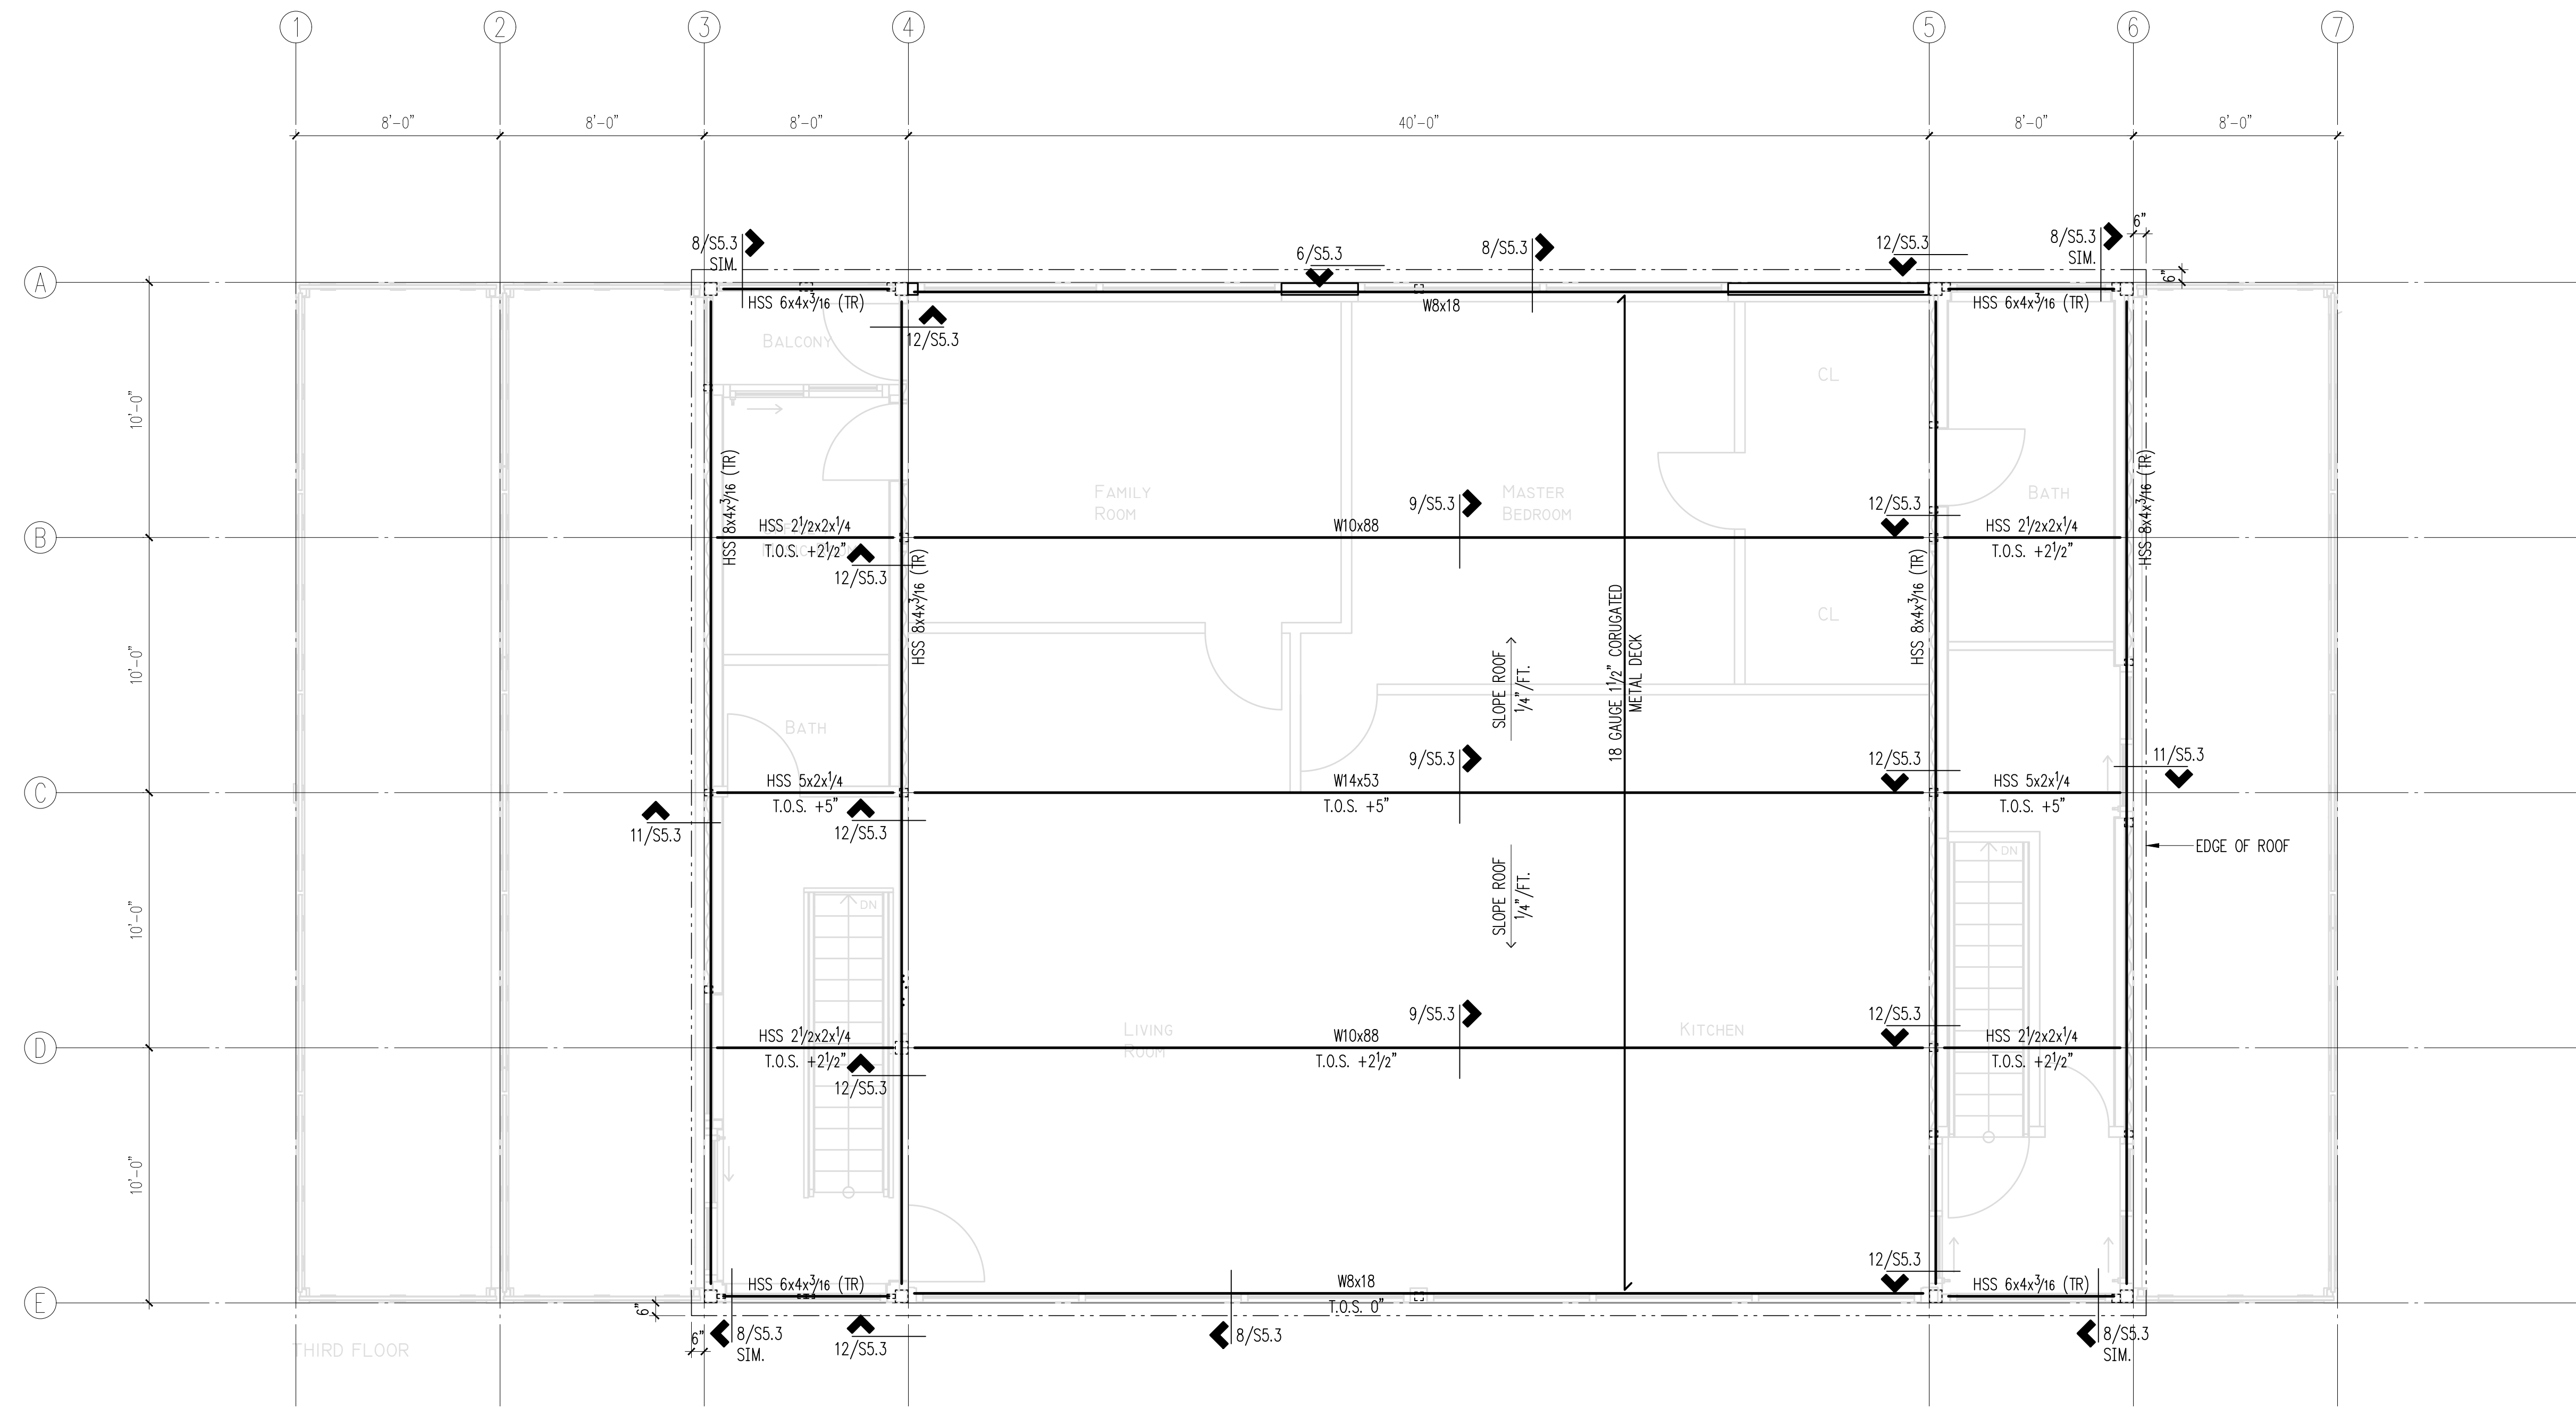 1
2
3
4
5
6
7
8'-0"
8'-0"
8'-0"
40'-0"
8'-0"
8'-0"
A
B
C
D
E
10'-0"
10'-0"
10'-0"
10'-0"
8/S5.3
SIM.
6/S5.3
8/S5.3
12/S5.3
8/S5.3
SIM.
6"
6"
HSS 6x4x3/16 (TR)
W8x18
HSS 6x4x3/16 (TR)
12/S5.3
BALCONY
CL
HSS 8x4x3/16 (TR)
FAMILY
ROOM
9/S5.3
MASTER
BEDROOM
12/S5.3
BATH
HSS 8x4x3/16 (TR)
HSS 2 1/2x2x1/4
T.O.S. +2 1/2"
W10x88
HSS 2 1/2x2x1/4
T.O.S. +2 1/2"
12/S5.3
HSS 8x4x3/16 (TR)
HSS 8x4x3/16 (TR)
CL
18 GAUGE 1 1/2" CORUGATED
METAL DECK
SLOPE ROOF
1/4"/FT.
BATH
9/S5.3
12/S5.3
11/S5.3
HSS 5x2x1/4
T.O.S. +5"
W14x53
T.O.S. +5"
HSS 5x2x1/4
T.O.S. +5"
11/S5.3
12/S5.3
EDGE OF ROOF
SLOPE ROOF
1/4"/FT.
DN
DN
9/S5.3
12/S5.3
HSS 2 1/2x2x1/4
T.O.S. +2 1/2"
LIVING
ROOM
W10x88
T.O.S. +2 1/2"
KITCHEN
HSS 2 1/2x2x1/4
T.O.S. +2 1/2"
12/S5.3
12/S5.3
HSS 6x4x3/16 (TR)
W8x18
T.O.S. 0"
HSS 6x4x3/16 (TR)
6"
6"
8/S5.3
SIM.
12/S5.3
8/S5.3
8/S5.3
SIM.
THIRD FLOOR